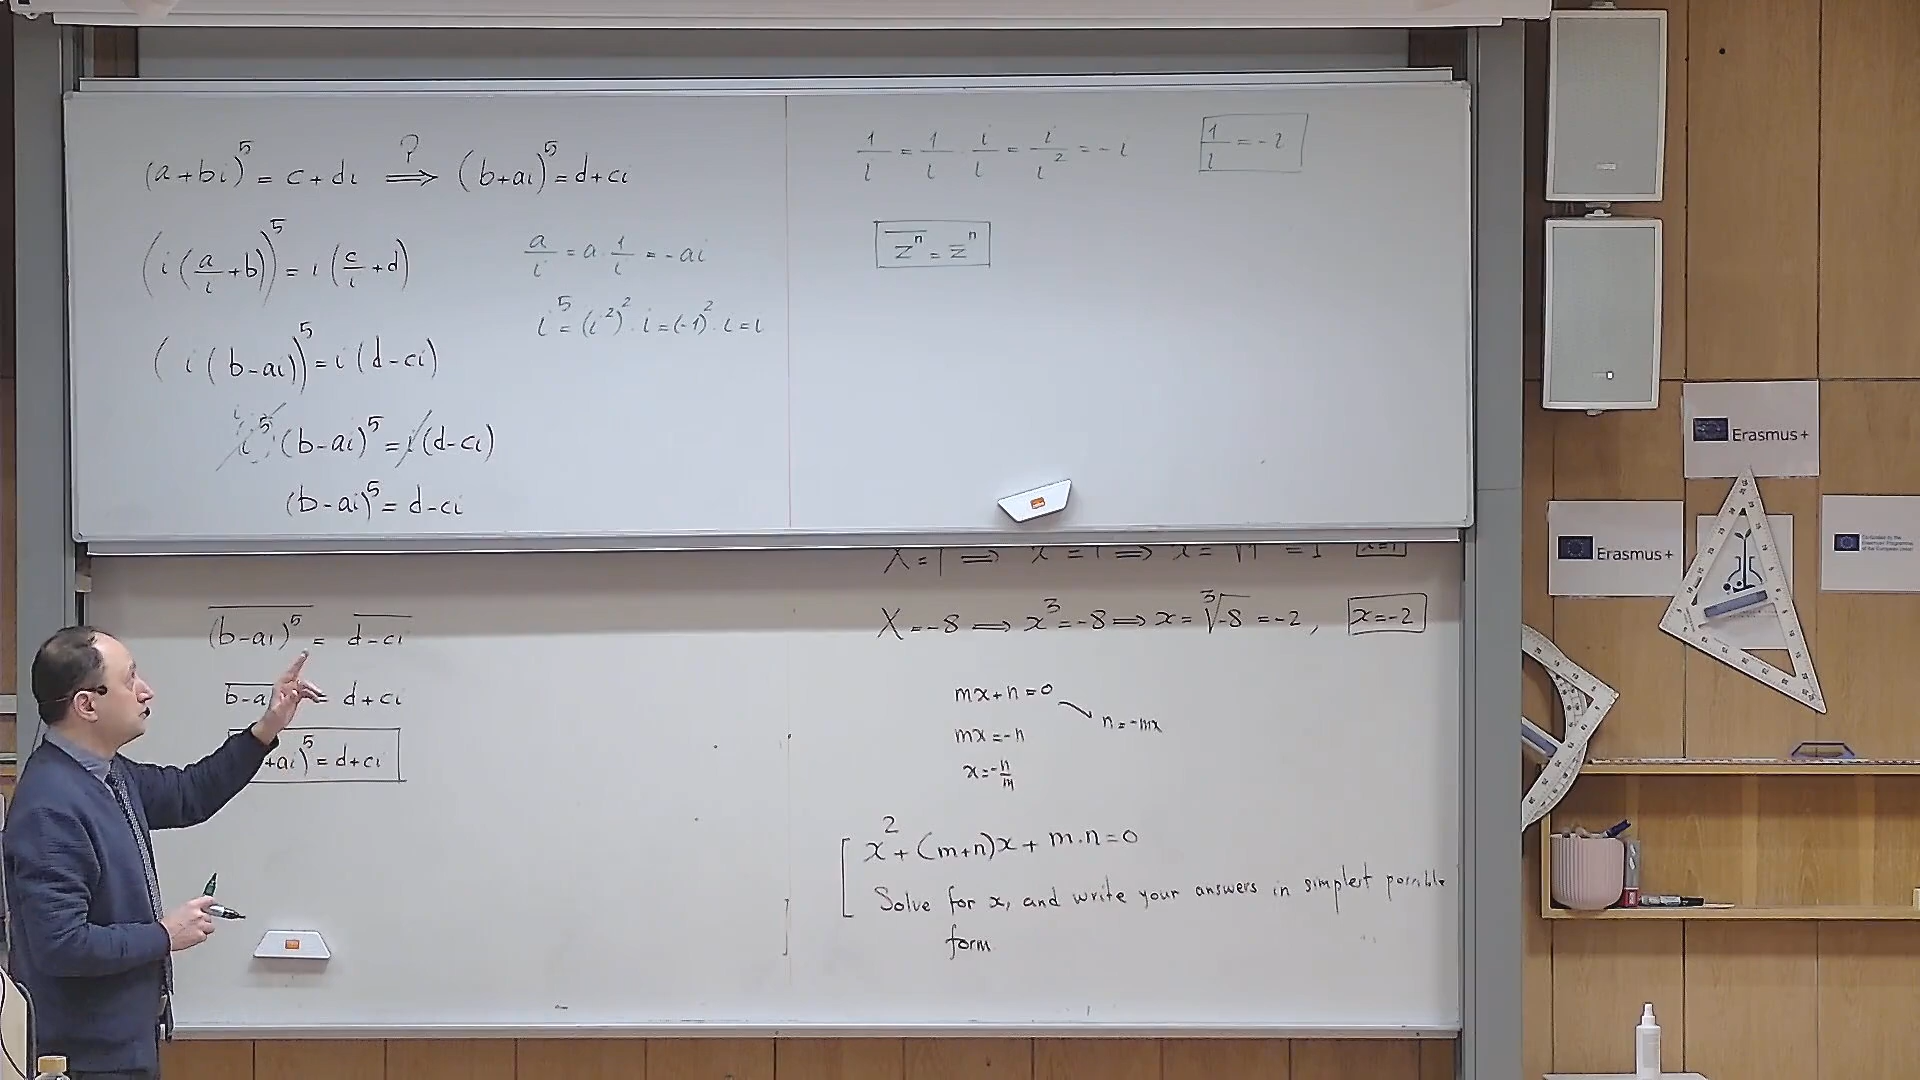 (a+bi)^5 = c+di ⟹ (b+ai)^5 = d+ci
?
(i(a/i+b))^5 = i(c/i+d)
a/i = a·1/i = -ai
i^5 = (i^2)^2·i = (-1)^2·i = i
(i(b-ai))^5 = i(d-ci)
i
i^5(b-ai)^5 = i(d-ci)
(b-ai)^5 = d-ci
1/i = 1/i·i/i = i/i^2 = -i
1/i = -i
\overline{z^n} = \overline{z}^n
\overline{(b-ai)^5} = \overline{d-ci}
\overline{b-a = d+ci
+ai)^5 = d+ci
X=-8 ⟹ x^3=-8 ⟹ x=∛-8=-2, x=-2
mx+n=0
n=-mx
mx=-n
x=-n/m
x^2+(m+n)x+m.n=0
Solve for x, and write your answers in simplest possible
form
Erasmus+
Erasmus+